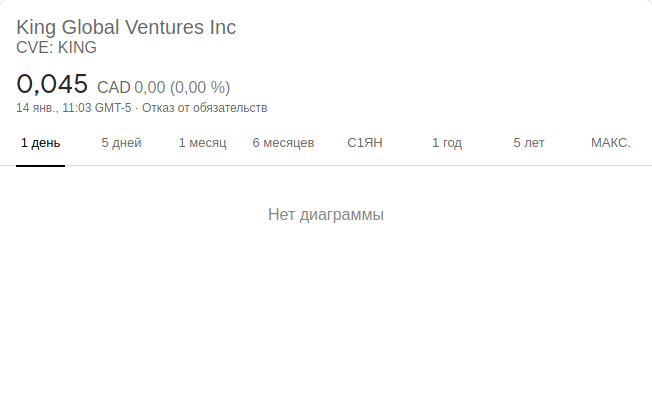 King Global Ventures Inc
CVE: KING
0,045 CAD 0,00 (0,00 %)
14 янв., 11:03 GMT-5 · Отказ от обязательств
1 день 5 дней 1 месяц 6 месяцев С1ЯН 1 год 5 лет МАКС.
Нет диаграммы